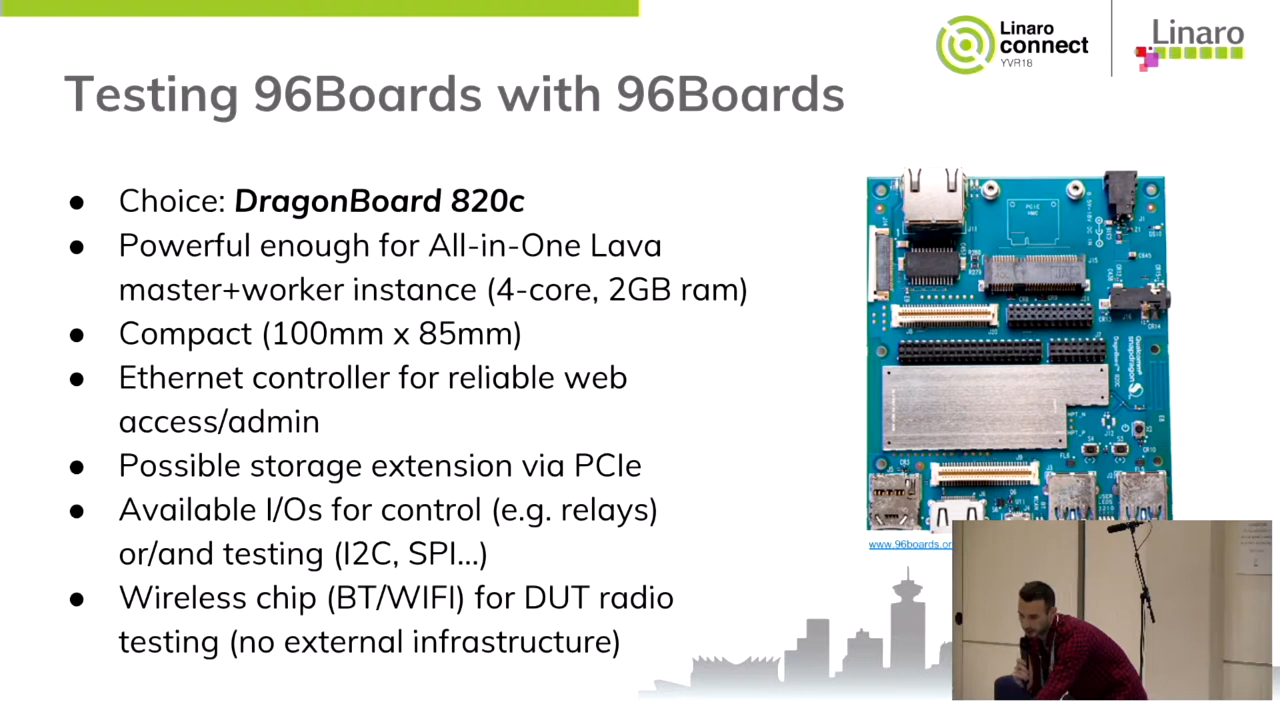 Linaro
connect
YVR18
Linaro
Testing 96Boards with 96Boards
● Choice: DragonBoard 820c
● Powerful enough for All-in-One Lava
master+worker instance (4-core, 2GB ram)
● Compact (100mm x 85mm)
● Ethernet controller for reliable web
access/admin
● Possible storage extension via PCIe
● Available I/Os for control (e.g. relays)
or/and testing (I2C, SPI...)
● Wireless chip (BT/WIFI) for DUT radio
testing (no external infrastructure)
www.96boards.or